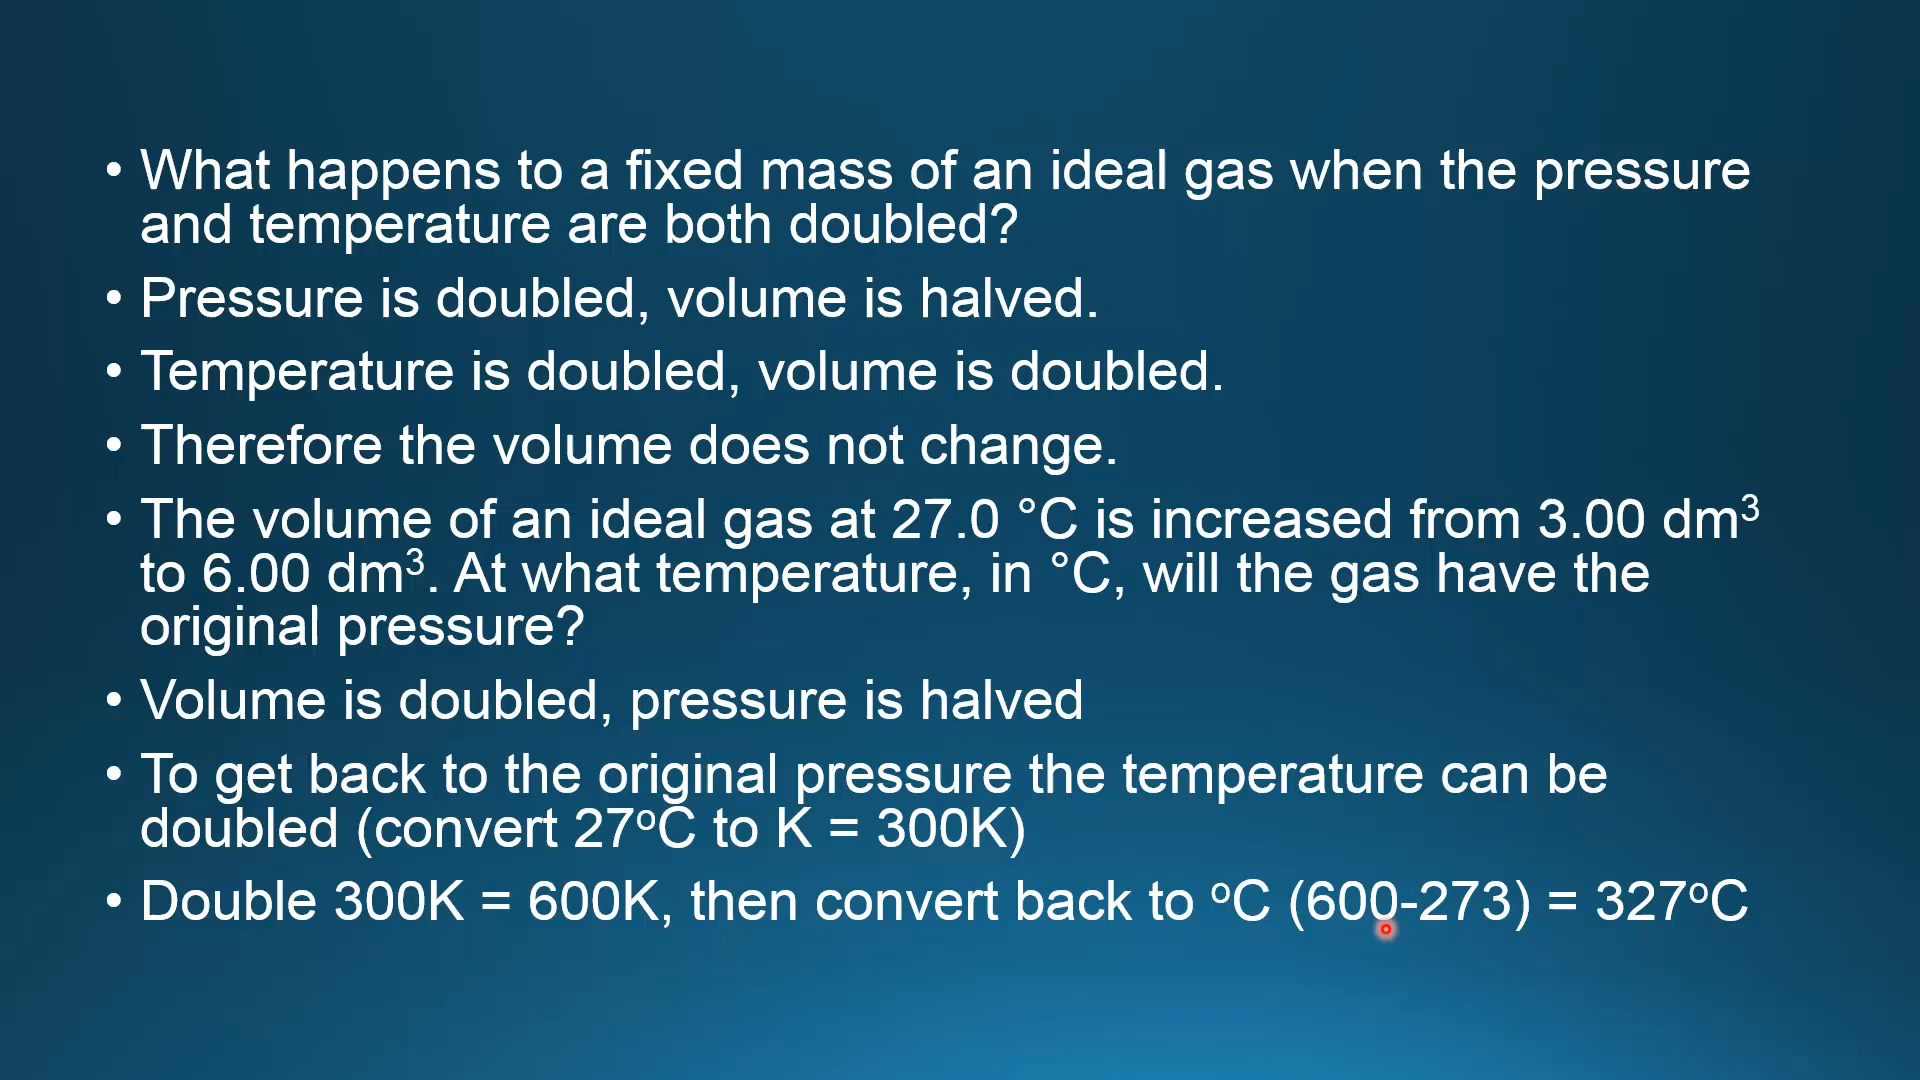 • What happens to a fixed mass of an ideal gas when the pressure
and temperature are both doubled?
• Pressure is doubled, volume is halved.
• Temperature is doubled, volume is doubled.
• Therefore the volume does not change.
• The volume of an ideal gas at 27.0 °C is increased from 3.00 dm³
to 6.00 dm³. At what temperature, in °C, will the gas have the
original pressure?
• Volume is doubled, pressure is halved
• To get back to the original pressure the temperature can be
doubled (convert 27ºC to K = 300K)
• Double 300K = 600K, then convert back to ºC (600-273) = 327ºC